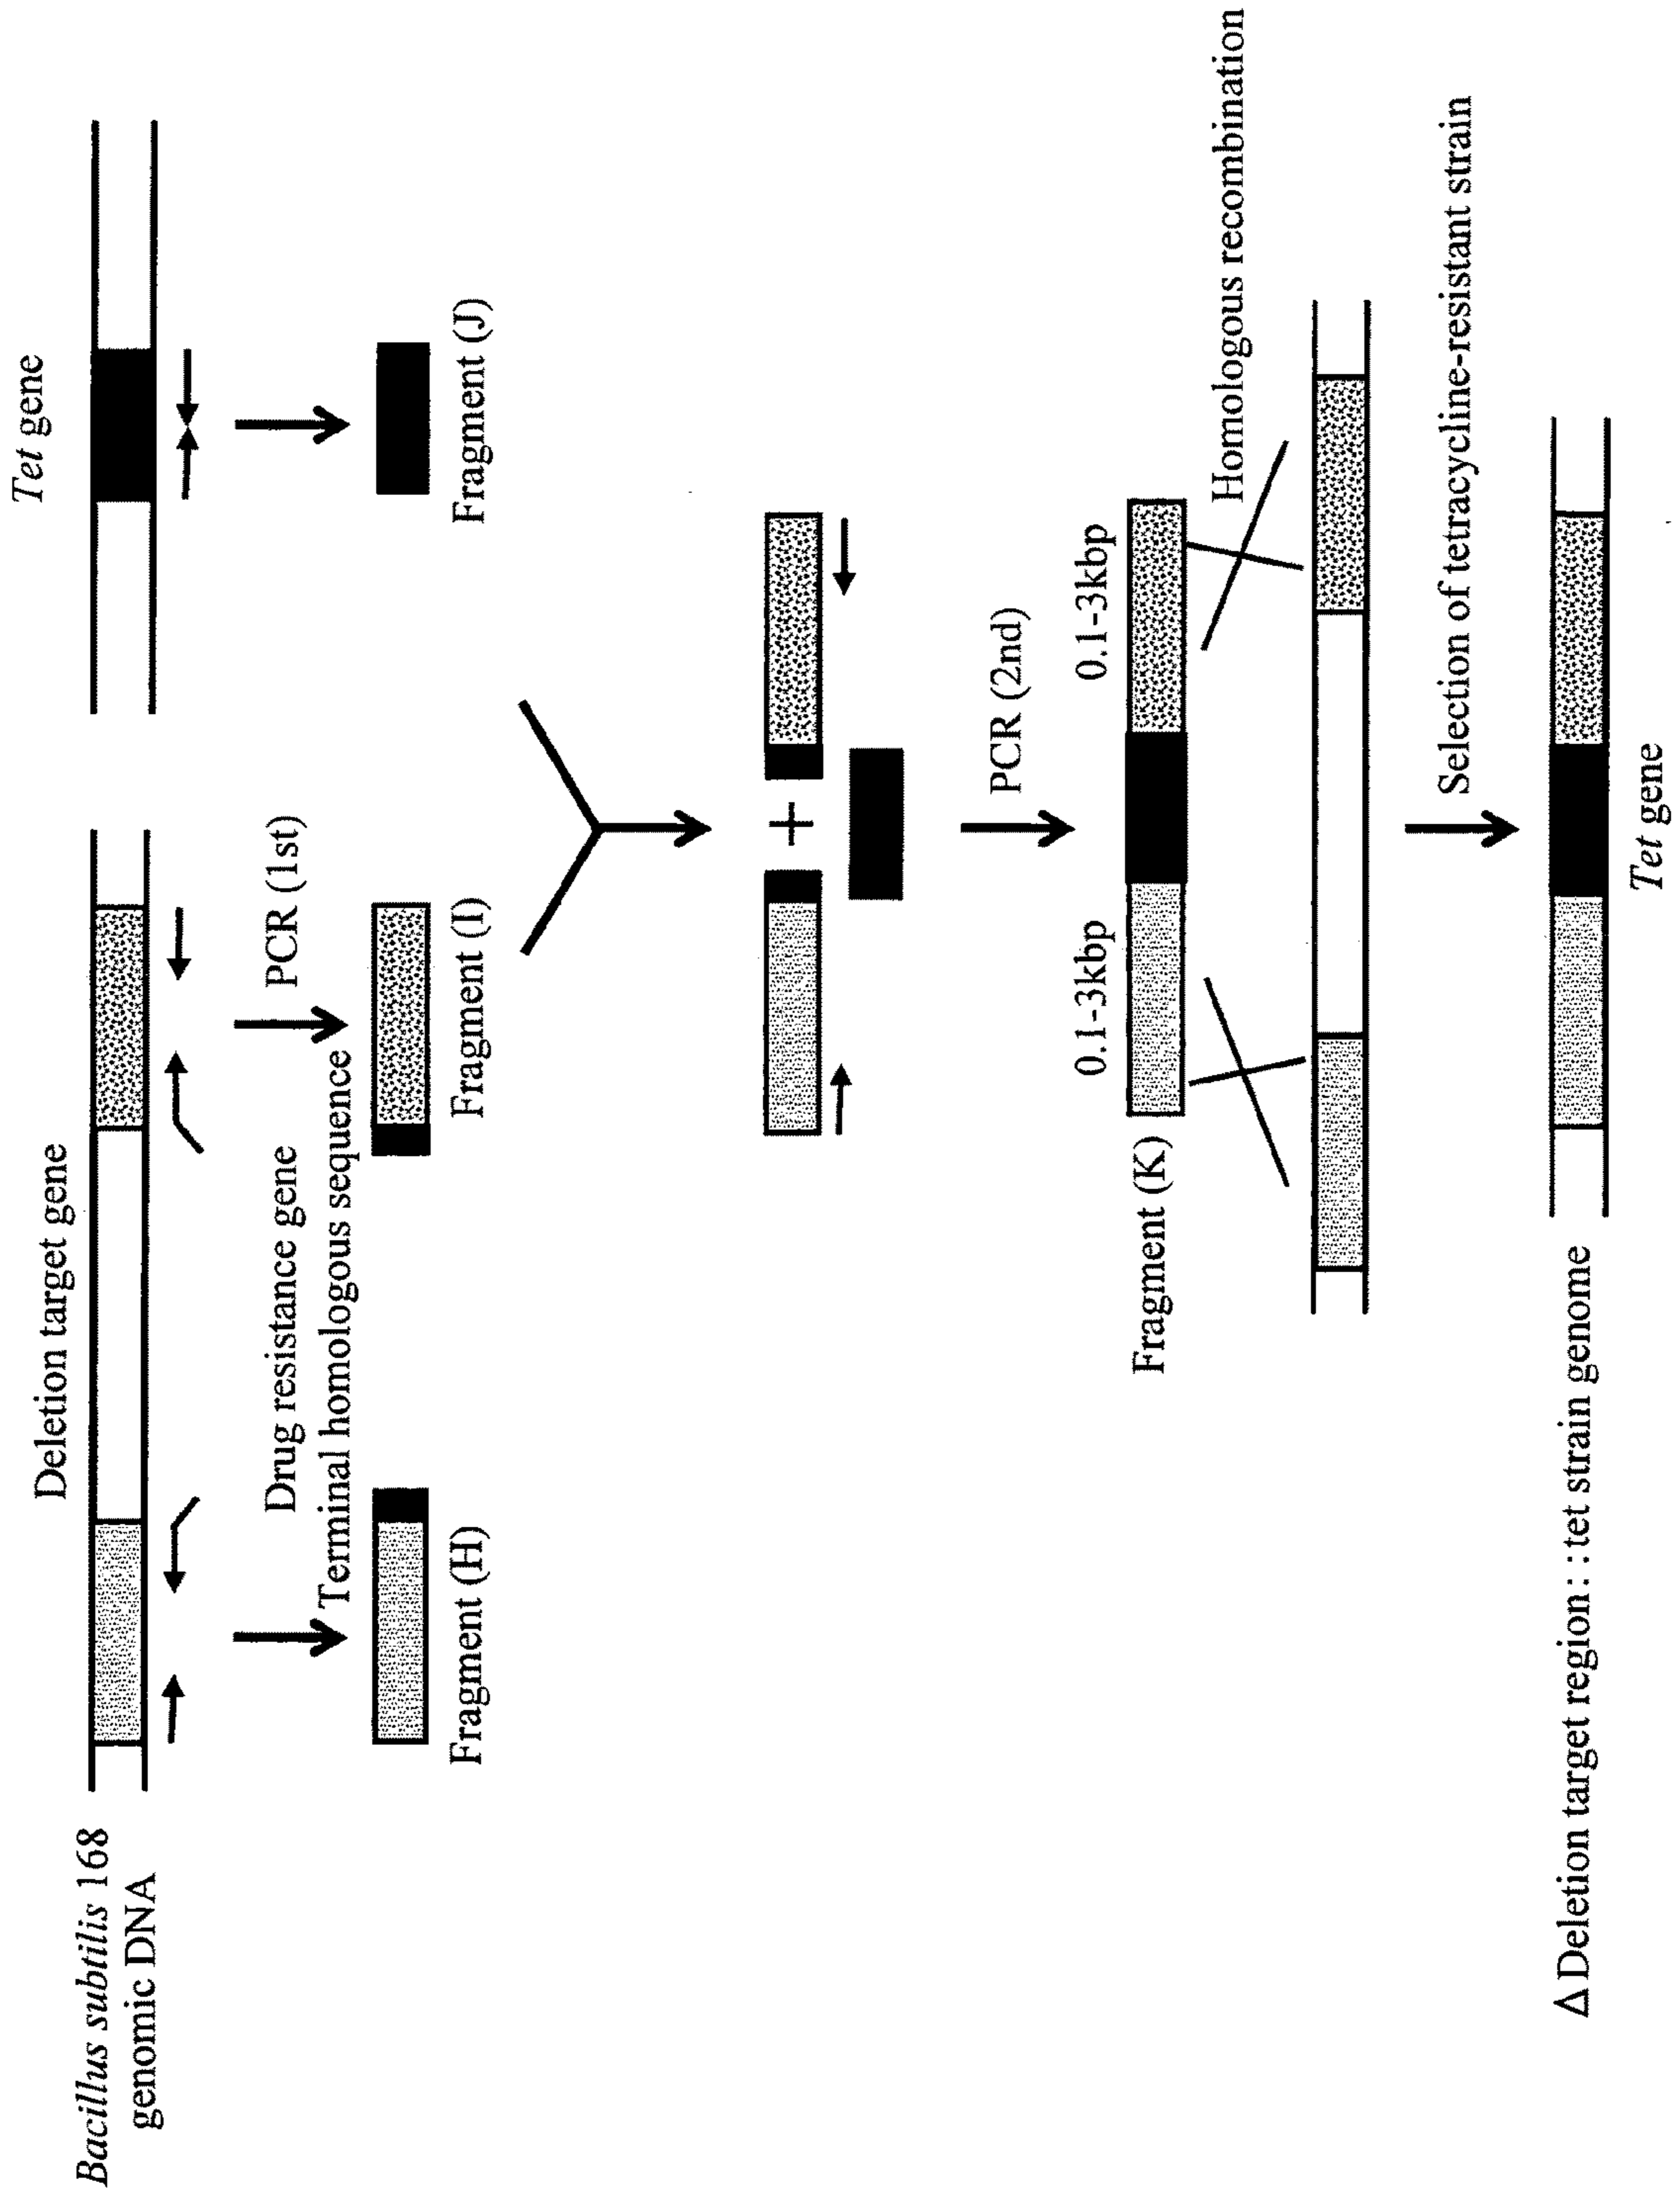 Bacillus subtilis 168
genomic DNA
Deletion target gene
Tet gene
Drug resistance gene
Terminal homologous sequence
PCR (1st)
Fragment (H)
Fragment (I)
Fragment (J)
+
PCR (2nd)
0.1-3kbp
0.1-3kbp
Fragment (K)
Homologous recombination
Selection of tetracycline-resistant strain
Δ Deletion target region: : tet strain genome
Tet gene